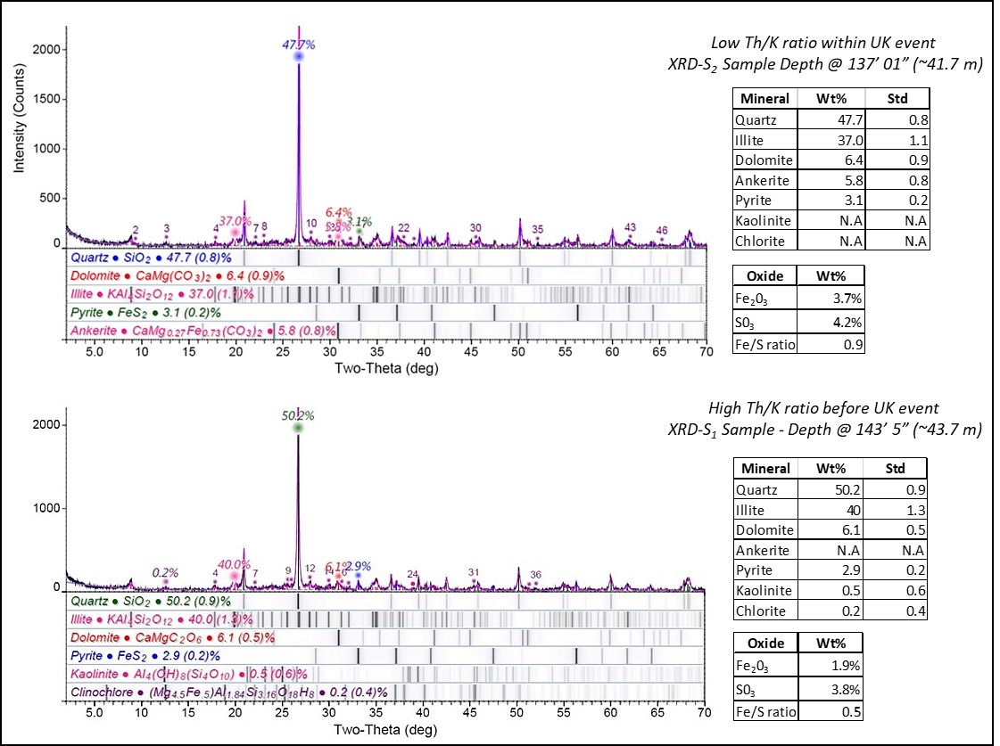 Low Th/K ratio within UK event
XRD-S₂ Sample Depth @ 137’ 01” (~41.7 m)
Intensity (Counts)
2000
1500
1000
500
0
47.7%
37.0%
6.4%
3.1%
2
3
4
7
8
10
22
30
35
43
46
Quartz ● SiO₂ ● 47.7 (0.8)%
Dolomite ● CaMg(CO₃)₂ ● 6.4 (0.9)%
Illite ● KAl₄Si₂O₁₂ ● 37.0 (1.1)%
Pyrite ● FeS₂ ● 3.1 (0.2)%
Ankerite ● CaMg₀.₂₇Fe₀.₇₃(CO₃)₂ ● 5.8 (0.8)%
5.0 10 15 20 25 30 35 40 45 50 55 60 65 70
Two-Theta (deg)
Mineral Wt% Std
Quartz 47.7 0.8
Illite 37.0 1.1
Dolomite 6.4 0.9
Ankerite 5.8 0.8
Pyrite 3.1 0.2
Kaolinite N.A N.A
Chlorite N.A N.A
Oxide Wt%
Fe₂O₃ 3.7%
S0₃ 4.2%
Fe/S ratio 0.9
High Th/K ratio before UK event
XRD-S₁ Sample - Depth @ 143’ 5” (~43.7 m)
2000
1000
0
50.2%
0.2%
40.0%
6.1%
2.9%
4
7
9
12
14
24
31
36
Quartz ● SiO₂ ● 50.2 (0.9)%
Illite ● KAl₄Si₂O₁₂ ● 40.0 (1.3)%
Dolomite ● CaMgC₂O₆ ● 6.1 (0.5)%
Pyrite ● FeS₂ ● 2.9 (0.2)%
Kaolinite ● Al₄(OH)₈(Si₄O₁₀) ● 0.5 (0.6)%
Clinochlore ● (Mg₄.₅Fe.₅)Al₁.₈₄Si₃.₁₆O₁₈H₈ ● 0.2 (0.4)%
5.0 10 15 20 25 30 35 40 45 50 55 60 65 70
Two-Theta (deg)
Mineral Wt% Std
Quartz 50.2 0.9
Illite 40 1.3
Dolomite 6.1 0.5
Ankerite N.A N.A
Pyrite 2.9 0.2
Kaolinite 0.5 0.6
Chlorite 0.2 0.4
Oxide Wt%
Fe₂O₃ 1.9%
S0₃ 3.8%
Fe/S ratio 0.5